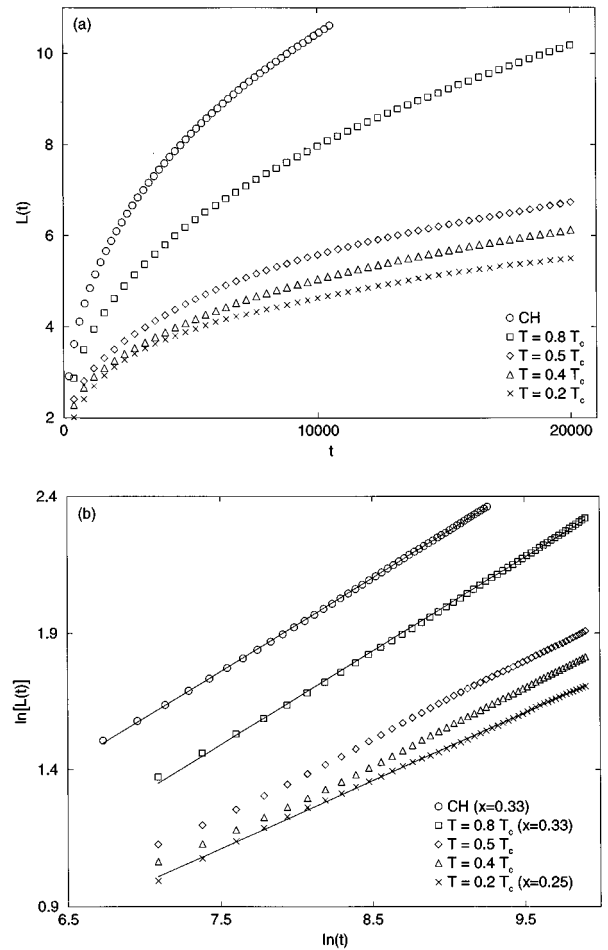 (a)
10
8
6
4
2
L(t)
○ CH
□ T = 0.8 T_c
◇ T = 0.5 T_c
△ T = 0.4 T_c
× T = 0.2 T_c
0
10000
20000
t
(b)
2.4
1.9
1.4
0.9
ln[L(t)]
○ CH (x=0.33)
□ T = 0.8 T_c (x=0.33)
◇ T = 0.5 T_c
△ T = 0.4 T_c
× T = 0.2 T_c (x=0.25)
6.5
7.5
8.5
9.5
ln(t)